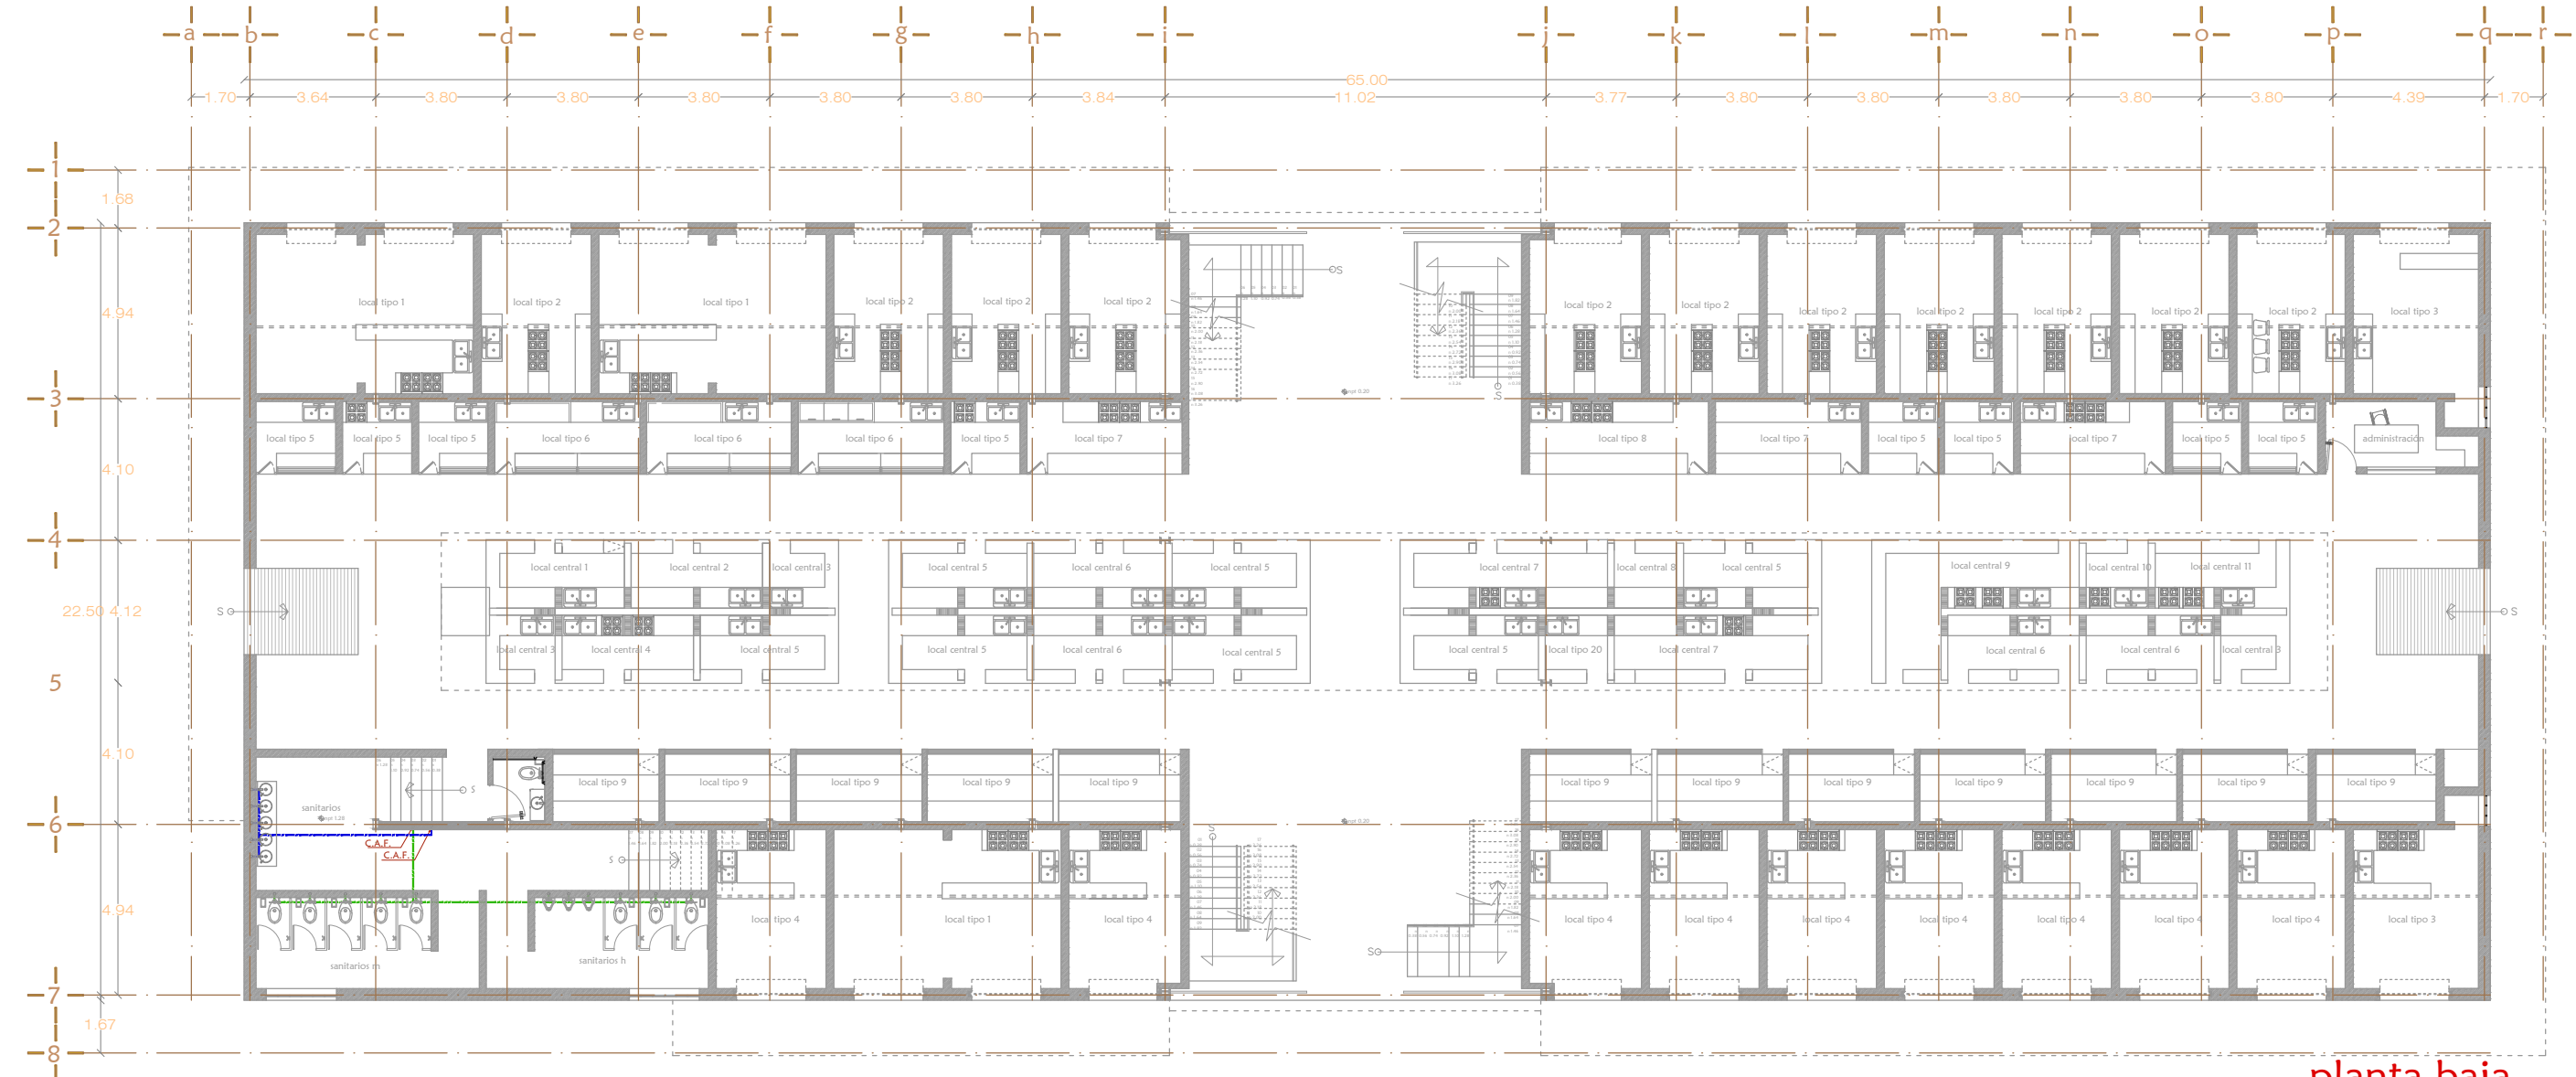 a b c d e f g h i j k l m n o p q r
65.00
1.70 3.64 3.80 3.80 3.80 3.80 3.80 3.84 11.02 3.77 3.80 3.80 3.80 3.80 3.80 4.39 1.70
1
1.68
2
4.94
local tipo 1 local tipo 2 local tipo 1 local tipo 2 local tipo 2 local tipo 2 local tipo 2 local tipo 2 local tipo 2 local tipo 2 local tipo 2 local tipo 2 local tipo 2 local tipo 3
S
S
3
npt 0.20
local tipo 5 local tipo 5 local tipo 5 local tipo 6 local tipo 6 local tipo 6 local tipo 5 local tipo 7 local tipo 8 local tipo 7 local tipo 5 local tipo 5 local tipo 7 local tipo 5 local tipo 5 administración
4.10
4
local central 1 local central 2 local central 3 local central 5 local central 6 local central 5 local central 7 local central 8 local central 5 local central 9 local central 10 local central 11
22.50 4.12
S
S
local central 3 local central 4 local central 5 local central 5 local central 6 local central 5 local central 5 local tipo 20 local central 7 local central 6 local central 6 local central 3
5
4.10
local tipo 9 local tipo 9 local tipo 9 local tipo 9 local tipo 9 local tipo 9 local tipo 9 local tipo 9 local tipo 9 local tipo 9 local tipo 9 local tipo 9
S
sanitarios
npt 1.28
6
npt 0.20
S
C.A.F.
C.A.F.
S
4.94
local tipo 4 local tipo 1 local tipo 4 local tipo 4 local tipo 4 local tipo 4 local tipo 4 local tipo 4 local tipo 4 local tipo 4 local tipo 3
S
sanitarios m sanitarios h
7
1.67
8
planta baja